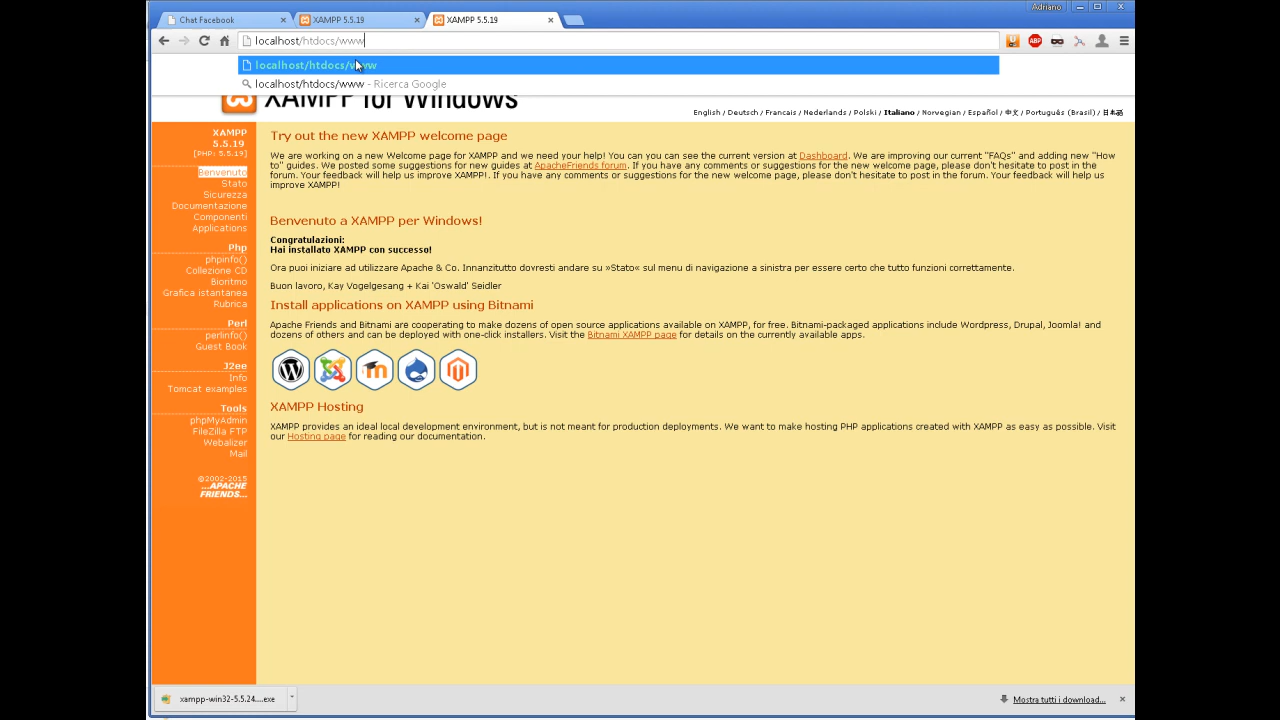 Adriano
Chat Facebook
XAMPP 5.5.19
XAMPP 5.5.19
localhost/htdocs/www
ABP
localhost/htdocs/www
localhost/htdocs/www - Ricerca Google
XAMPP for Windows
English / Deutsch / Francais / Nederlands / Polski / Italiano / Norwegian / Español / 中文 / Português (Brasil) / 日本語
XAMPP
5.5.19
[PHP: 5.5.19]
Benvenuto
Stato
Sicurezza
Documentazione
Componenti
Applications
Php
phpinfo()
Collezione CD
Bioritmo
Grafica istantanea
Rubrica
Perl
perlinfo()
Guest Book
J2ee
Info
Tomcat examples
Tools
phpMyAdmin
FileZilla FTP
Webalizer
Mail
©2002-2015
...APACHE
FRIENDS...
Try out the new XAMPP welcome page
We are working on a new Welcome page for XAMPP and we need your help! You can you can see the current version at Dashboard. We are improving our current "FAQs" and adding new "How
to" guides. We posted some suggestions for new guides at ApacheFriends forum. If you have any comments or suggestions for the new welcome page, please don't hesitate to post in the
forum. Your feedback will help us improve XAMPP!. If you have any comments or suggestions for the new welcome page, please don't hesitate to post in the forum. Your feedback will help us
improve XAMPP!
Benvenuto a XAMPP per Windows!
Congratulazioni:
Hai installato XAMPP con successo!
Ora puoi iniziare ad utilizzare Apache & Co. Innanzitutto dovresti andare su »Stato« sul menu di navigazione a sinistra per essere certo che tutto funzioni correttamente.
Buon lavoro, Kay Vogelgesang + Kai 'Oswald' Seidler
Install applications on XAMPP using Bitnami
Apache Friends and Bitnami are cooperating to make dozens of open source applications available on XAMPP, for free. Bitnami-packaged applications include Wordpress, Drupal, Joomla! and
dozens of others and can be deployed with one-click installers. Visit the Bitnami XAMPP page for details on the currently available apps.
XAMPP Hosting
XAMPP provides an ideal local development environment, but is not meant for production deployments. We want to make hosting PHP applications created with XAMPP as easy as possible. Visit
our Hosting page for reading our documentation.
xampp-win32-5.5.24....exe
Mostra tutti i download...